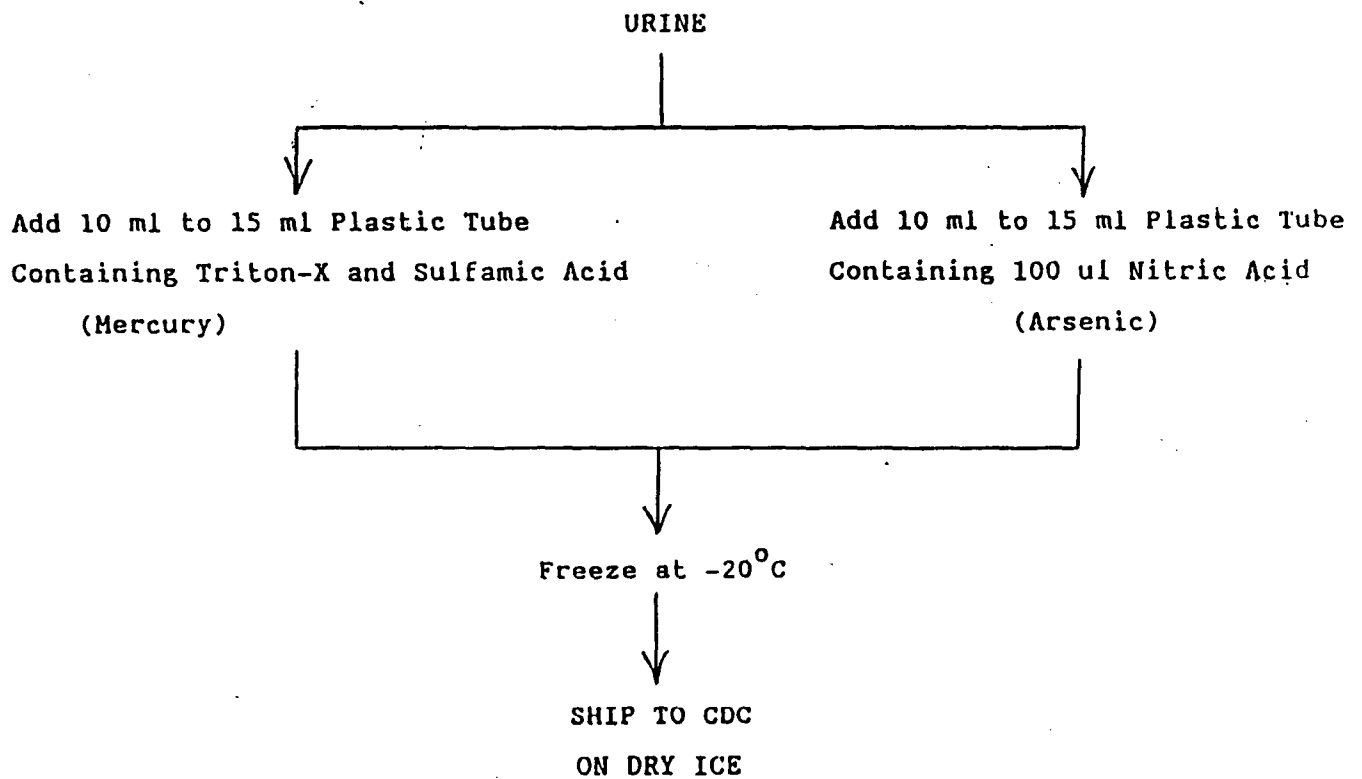 URINE
Add 10 ml to 15 ml Plastic Tube
Containing Triton-X and Sulfamic Acid
(Mercury)
Add 10 ml to 15 ml Plastic Tube
Containing 100 ul Nitric Acid
(Arsenic)
Freeze at -20°C
SHIP TO CDC
ON DRY ICE